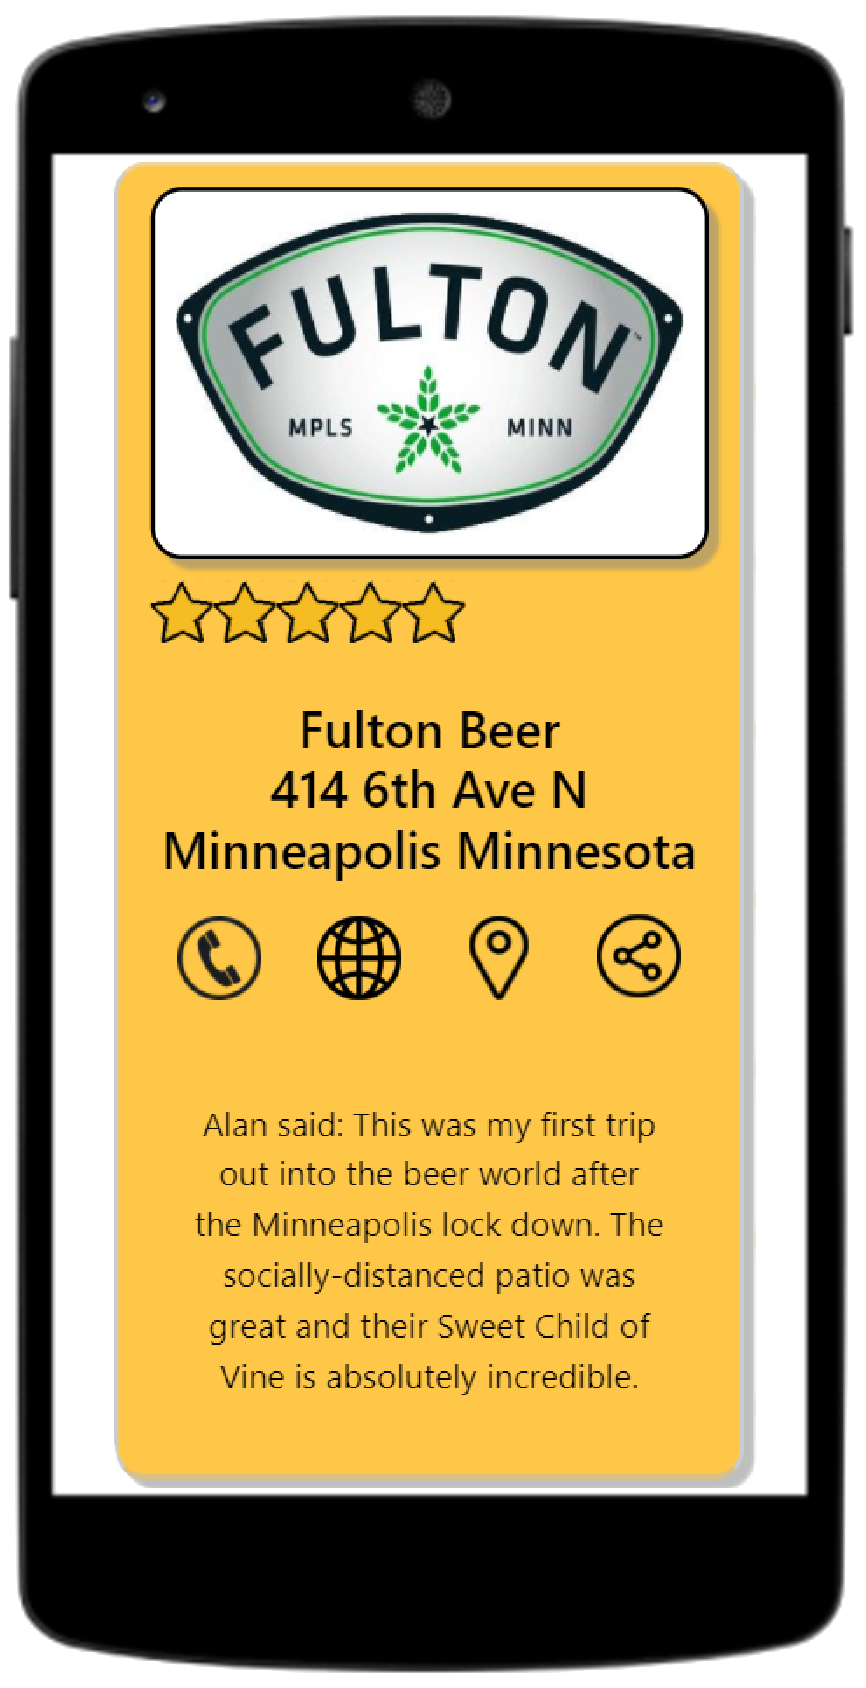 FULTON™
MPLS MINN
Fulton Beer
414 6th Ave N
Minneapolis Minnesota
Alan said: This was my first trip
out into the beer world after
the Minneapolis lock down. The
socially-distanced patio was
great and their Sweet Child of
Vine is absolutely incredible.